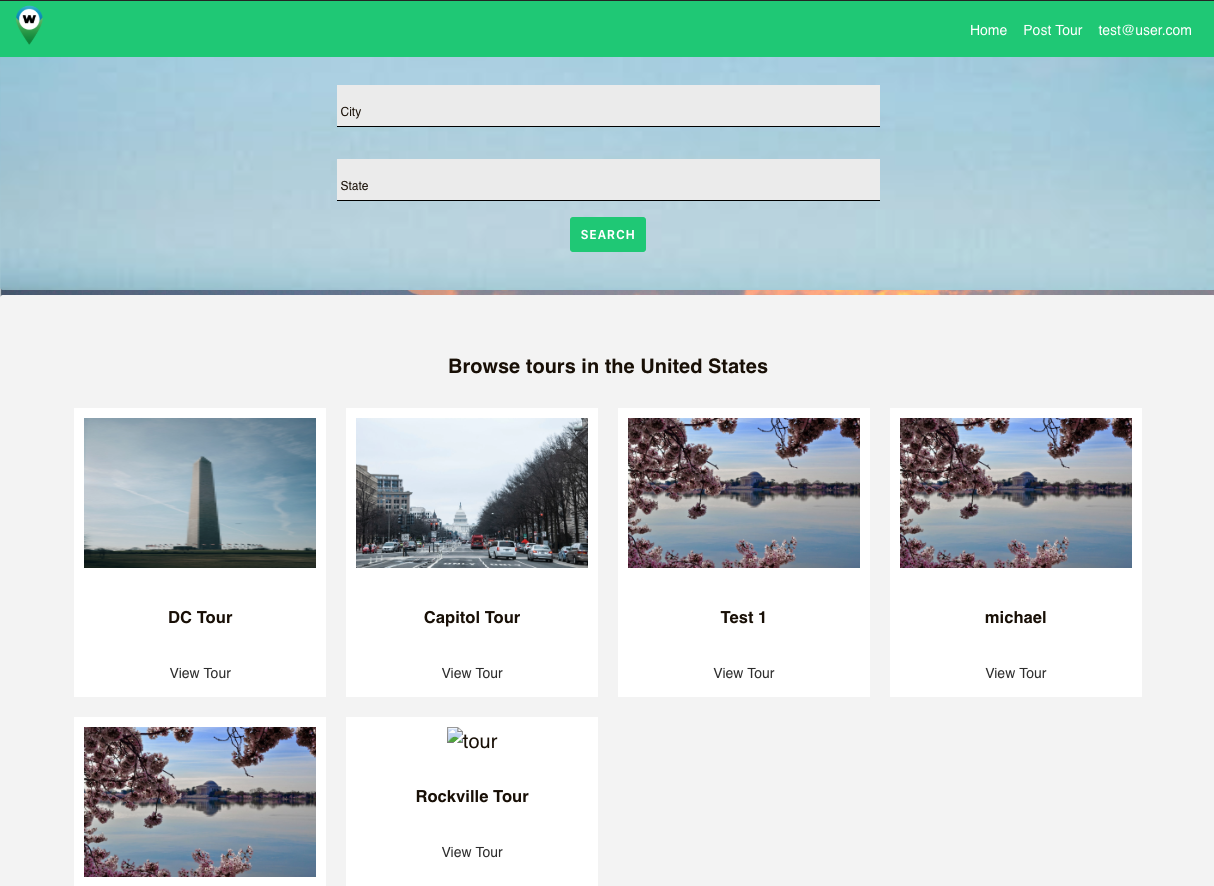 W
Home Post Tour test@user.com
City
State
SEARCH
Browse tours in the United States
DC Tour
Capitol Tour
Test 1
michael
View Tour
View Tour
View Tour
View Tour
tour
Rockville Tour
View Tour